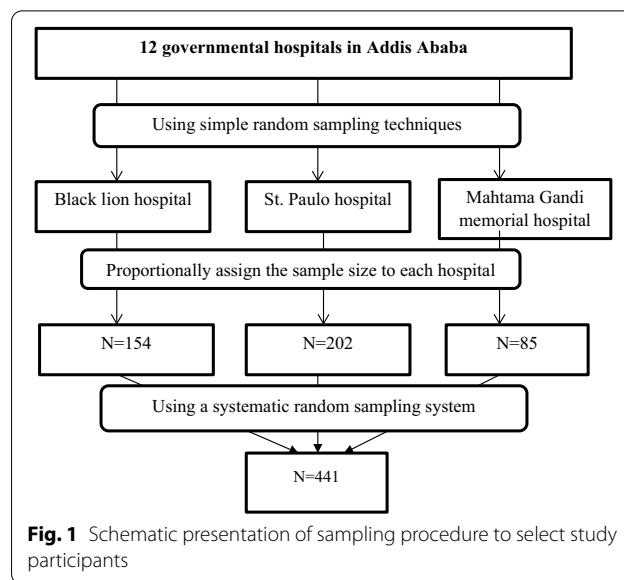 12 governmental hospitals in Addis Ababa
Using simple random sampling techniques
Black lion hospital
St. Paulo hospital
Mahtama Gandi
memorial hospital
Proportionally assign the sample size to each hospital
N=154
N=202
N=85
Using a systematic random sampling system
N=441
Fig. 1 Schematic presentation of sampling procedure to select study
participants